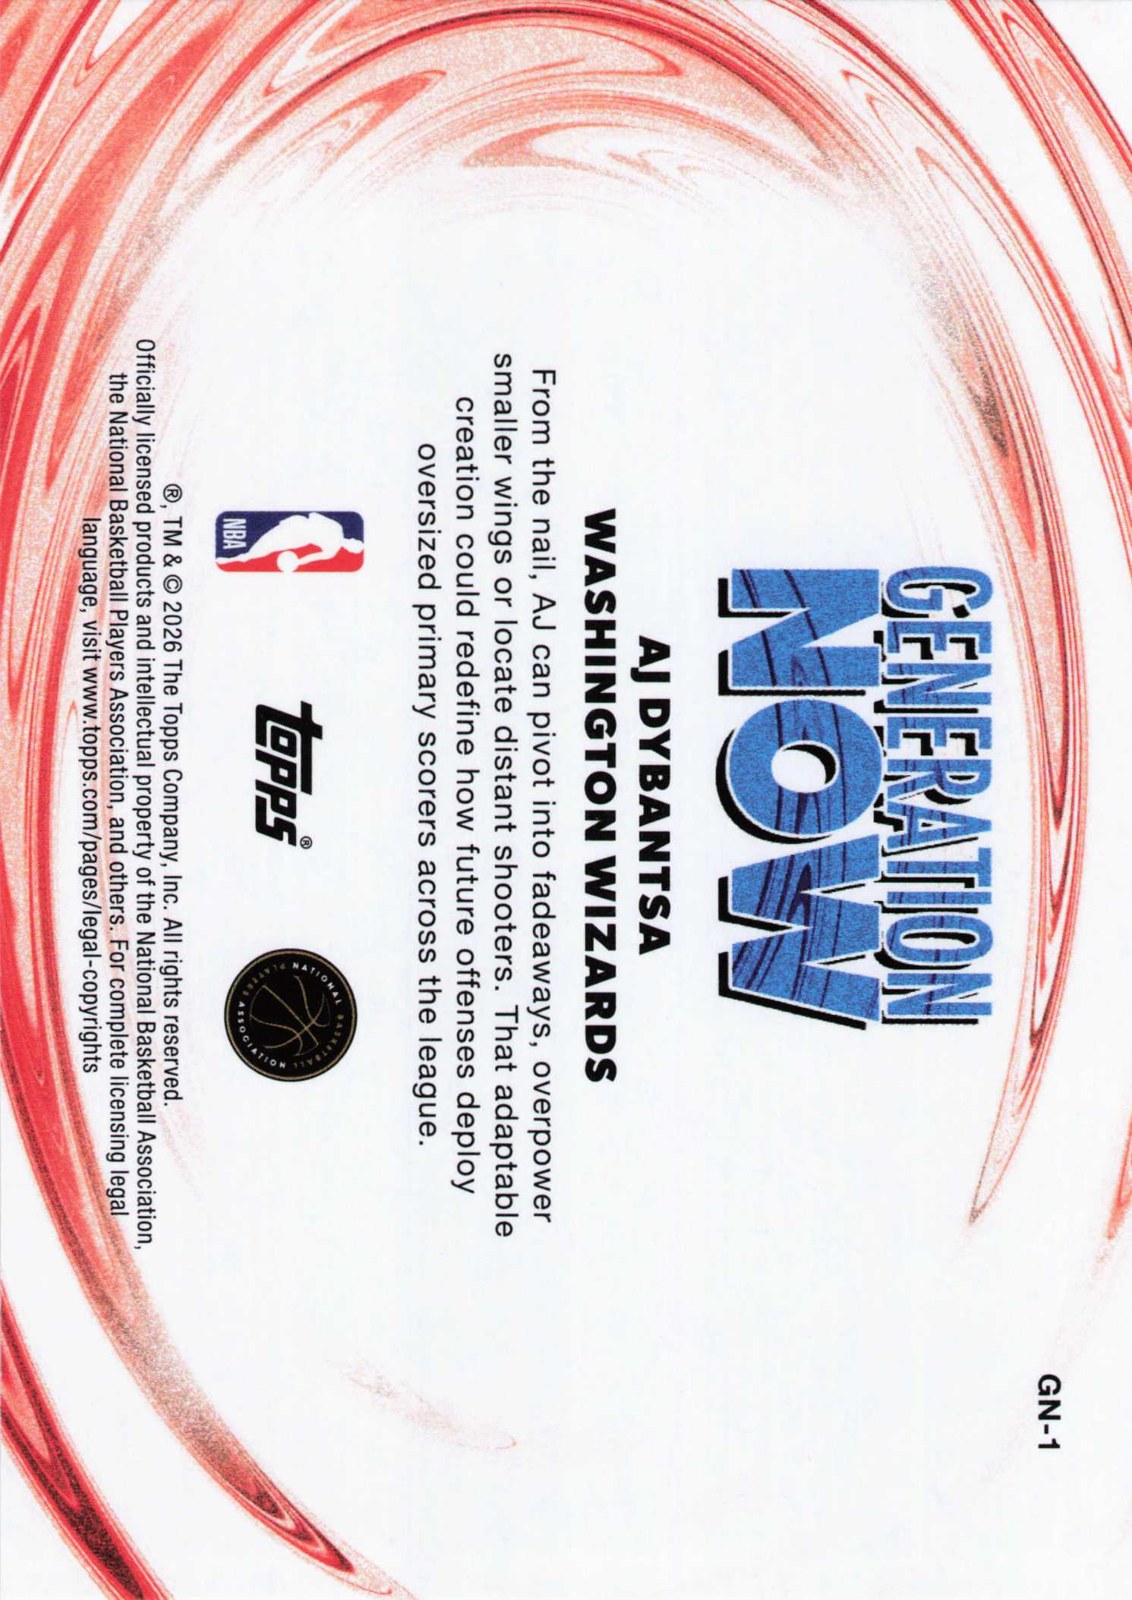 GN-1
GENERATION
NOW
AJ DYBANTSA
WASHINGTON WIZARDS
From the nail, AJ can pivot into fadeaways, overpower
smaller wings or locate distant shooters. That adaptable
creation could redefine how future offenses deploy
oversized primary scorers across the league.
NBA
topps®
NATIONAL BASKETBALL PLAYERS ASSOCIATION
®, TM & © 2026 The Topps Company, Inc. All rights reserved.
Officially licensed products and intellectual property of the National Basketball Association,
the National Basketball Players Association, and others. For complete licensing legal
language, visit www.topps.com/pages/legal-copyrights